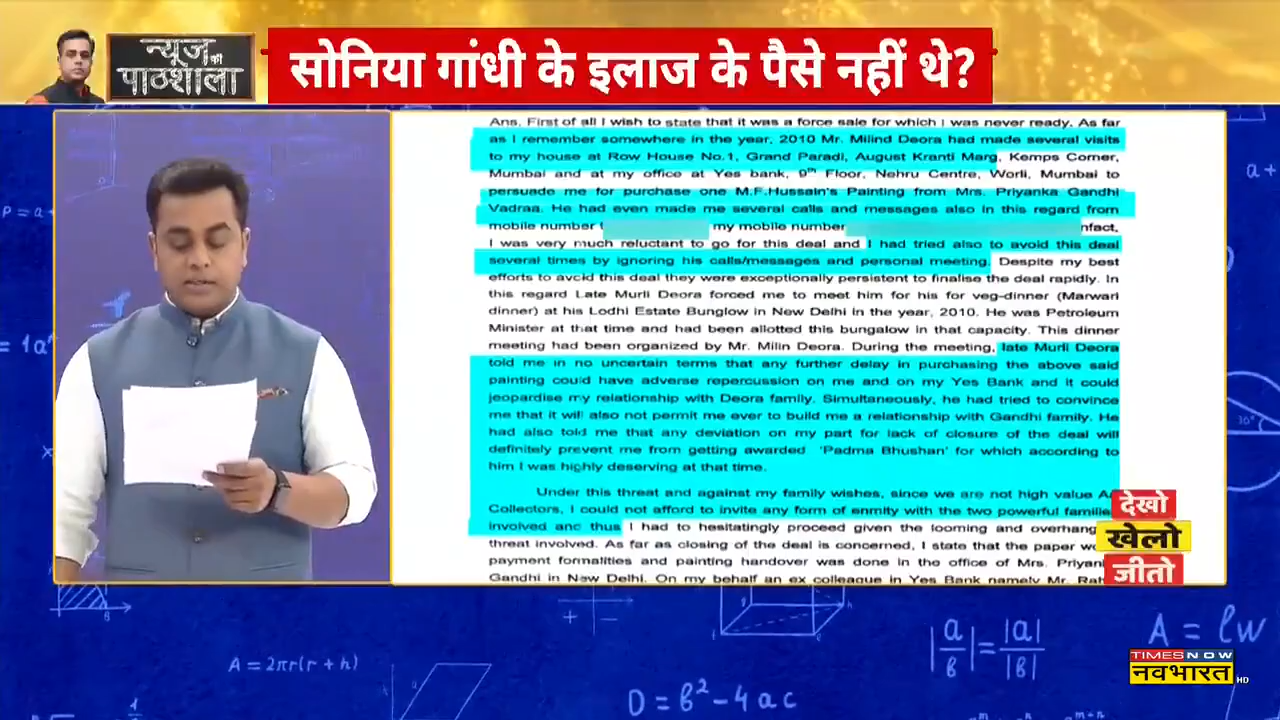 न्यूज की
पाठशाला
सोनिया गांधी के इलाज के पैसे नहीं थे?
Ans. First of all I wish to state that it was a force sale for which I was never ready. As far
as I remember somewhere in the year, 2010 Mr. Milind Deora had made several visits
to my house at Row House No.1, Grand Paradi, August Kranti Marg, Kemps Corner,
Mumbai and at my office at Yes bank, 9th Floor, Nehru Centre, Worli, Mumbai to
persuade me for purchase one M.F.Hussain's Painting from Mrs. Priyanka Gandhi
Vadraa. He had even made me several calls and messages also in this regard from
mobile number my mobile number nfact,
I was very much reluctant to go for this deal and I had tried also to avoid this deal
several times by ignoring his calls/messages and personal meeting. Despite my best
efforts to avoid this deal they were exceptionally persistent to finalise the deal rapidly. In
this regard Late Murli Deora forced me to meet him for his for veg-dinner (Marwari
dinner) at his Lodhi Estate Bunglow in New Delhi in the year, 2010. He was Petroleum
Minister at that time and had been allotted this bungalow in that capacity. This dinner
meeting had been organized by Mr. Milin Deora. During the meeting, late Murli Deora
told me in no uncertain terms that any further delay in purchasing the above said
painting could have adverse repercussion on me and on my Yes Bank and it could
jeopardise my relationship with Deora family. Simultaneously, he had tried to convince
me that it will also not permit me ever to build me a relationship with Gandhi family. He
had also told me that any deviation on my part for lack of closure of the deal will
definitely prevent me from getting awarded 'Padma Bhushan' for which according to
him I was highly deserving at that time.
Under this threat and against my family wishes, since we are not high value A
Collectors, I could not afford to invite any form of enmity with the two powerful familie
involved and thus I had to hesitatingly proceed given the looming and overhang
threat involved. As far as closing of the deal is concerned, I state that the paper wo
payment formalities and painting handover was done in the office of Mrs. Priyan
Gandhi in New Delhi. On my behalf an ex colleague in Yes Bank namely Mr. Rah
देखो
खेलो
जीतो
P = a +
= 1a
a +
30°
A = 2πr(r + h)
D = b² - 4ac
|a/b| = |a|/|b|
A = lw
TIMES NOW
नवभारत
HD